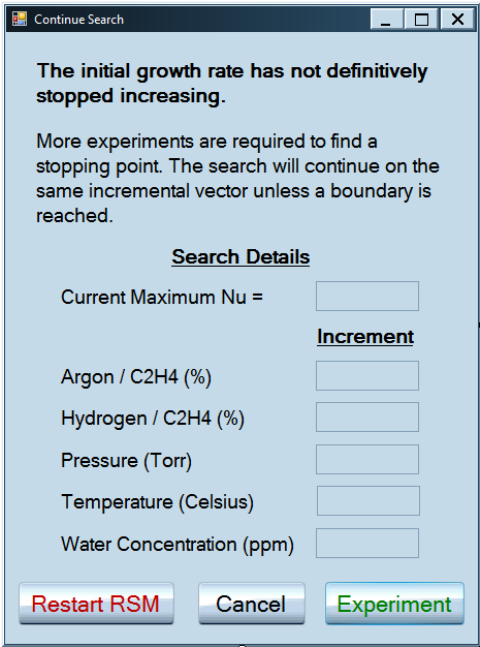 Continue Search
The initial growth rate has not definitively
stopped increasing.
More experiments are required to find a
stopping point. The search will continue on the
same incremental vector unless a boundary is
reached.
Search Details
Current Maximum Nu =
Increment
Argon / C2H4 (%)
Hydrogen / C2H4 (%)
Pressure (Torr)
Temperature (Celsius)
Water Concentration (ppm)
Restart RSM Cancel Experiment